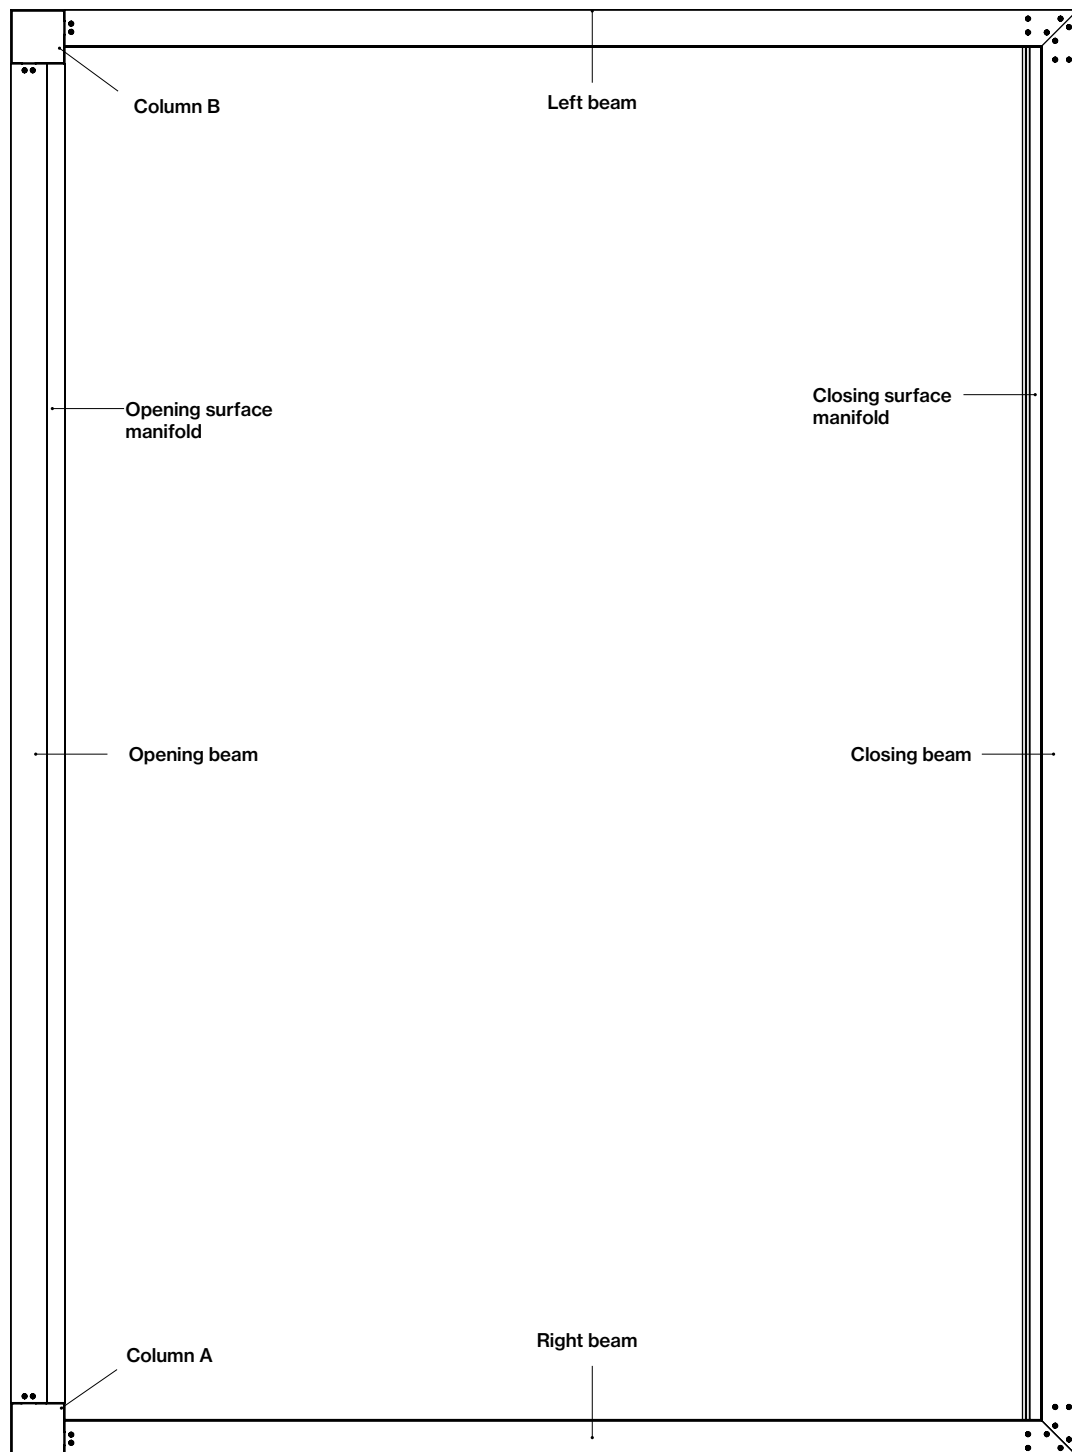 Column B
Left beam
Opening surface
manifold
Closing surface
manifold
Opening beam
Closing beam
Right beam
Column A